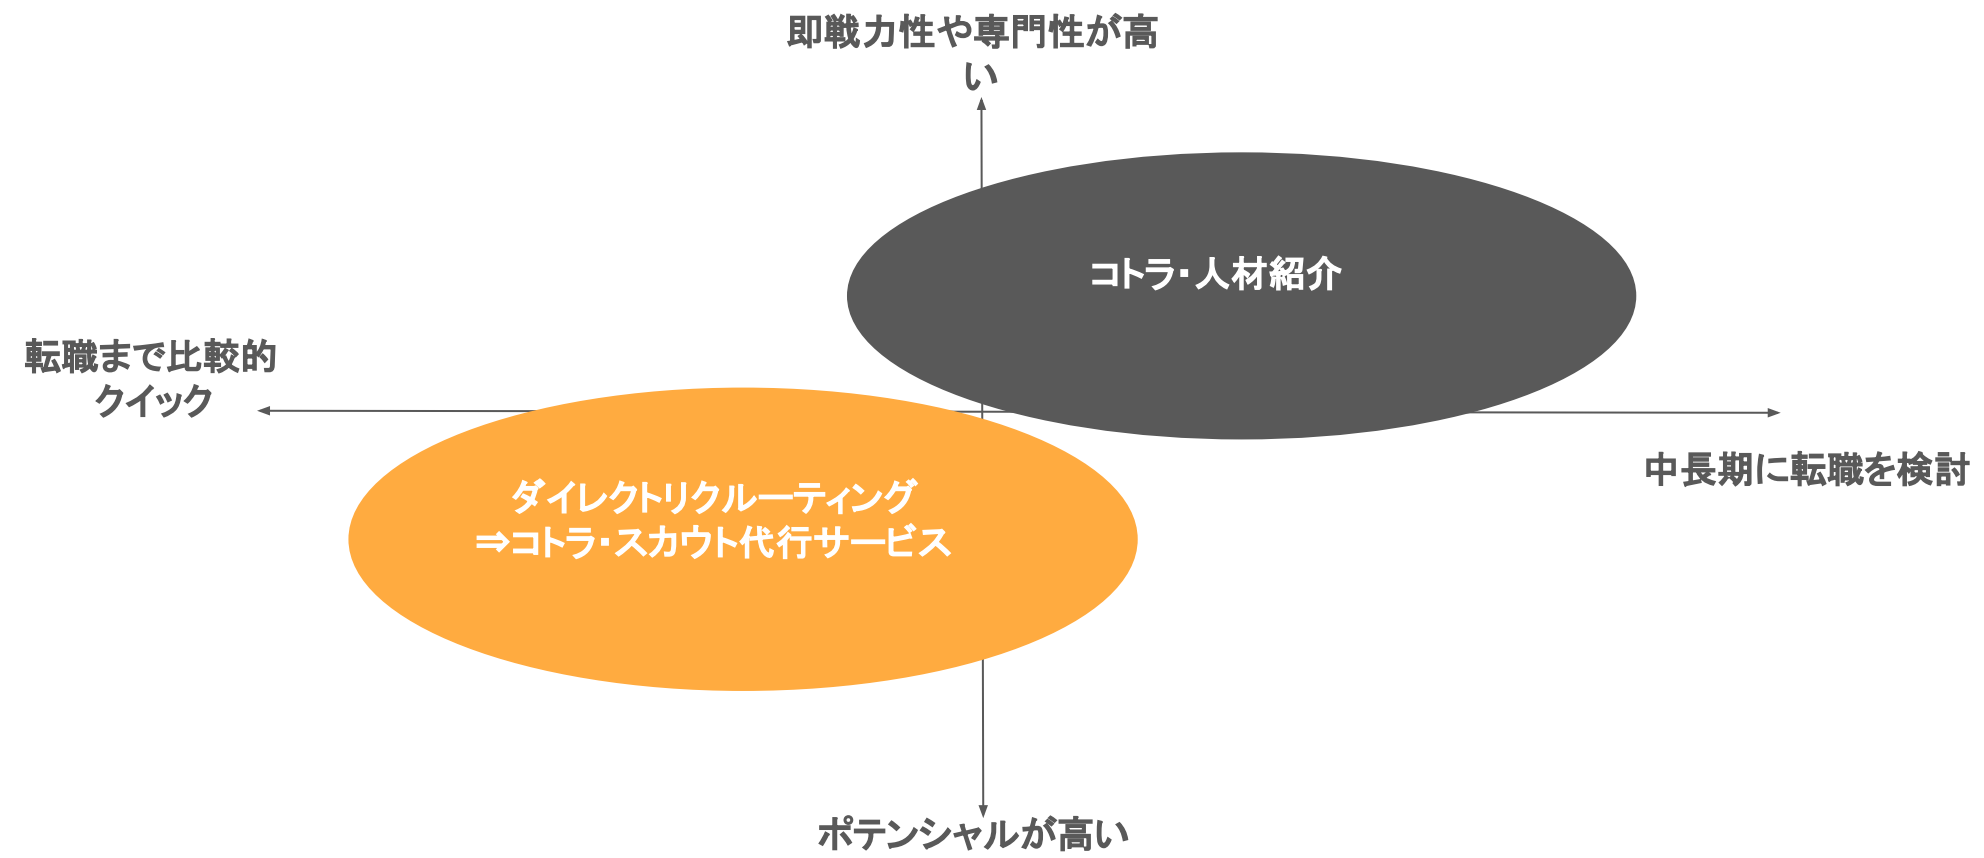 即戦力性や専門性が高
い
コトラ・人材紹介
転職まで比較的
クイック
中長期に転職を検討
ダイレクトリクルーティング
⇒コトラ・スカウト代行サービス
ポテンシャルが高い